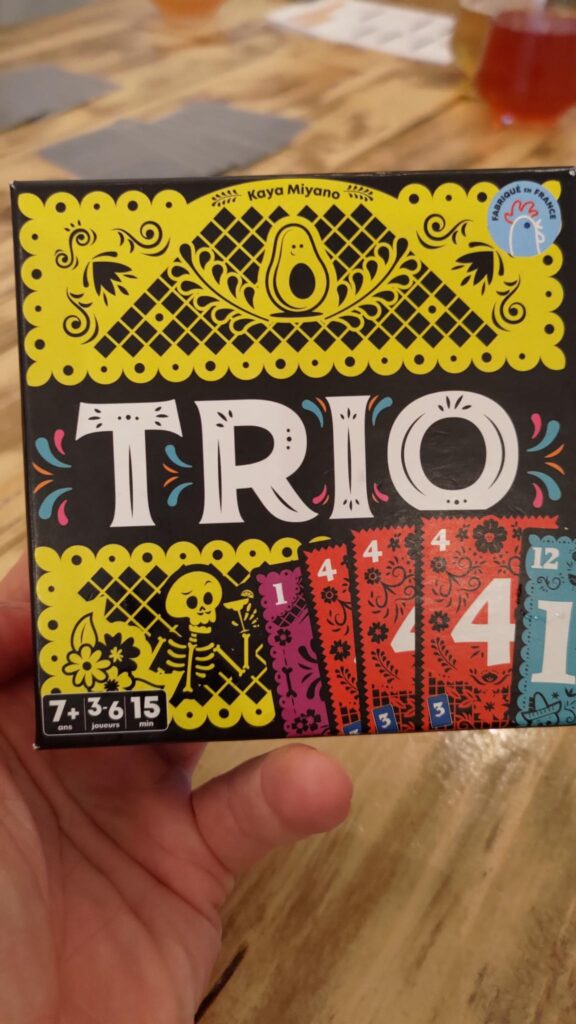 Kaya Miyano
FABRIQUÉ EN FRANCE
TRIO
1
4
4
4
12
4
4
1
3
3
7+ ans
3-6 joueurs
15 min